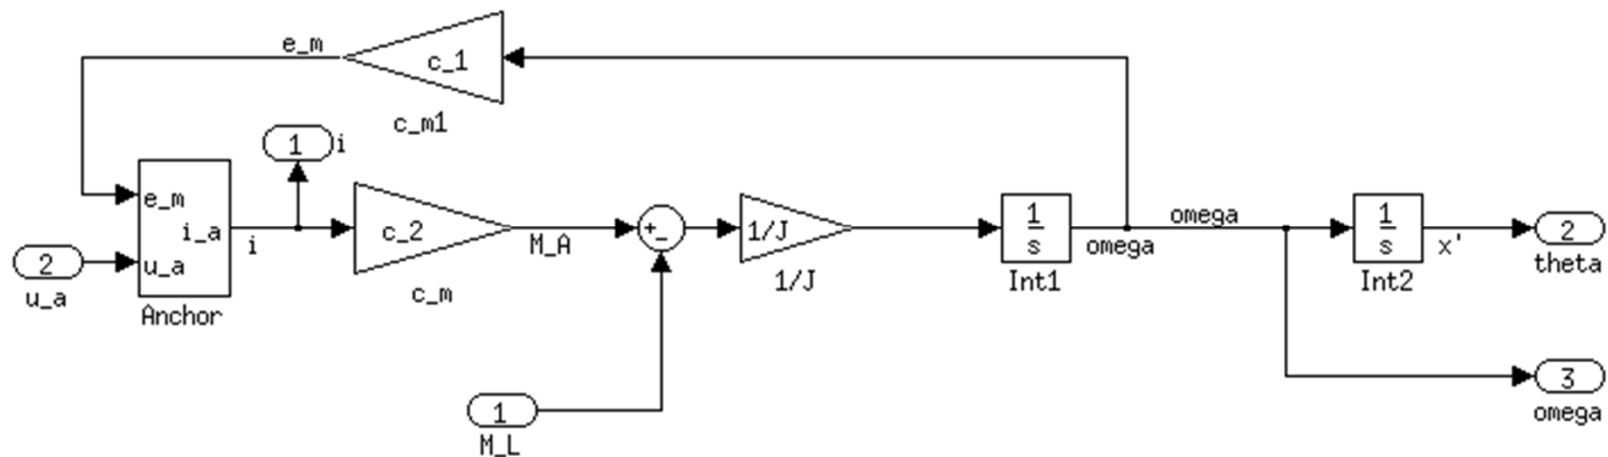 e_m
c_1
c_m1
1
i
e_m
i_a
u_a
2
u_a
Anchor
i
c_2
c_m
M_A
+
-
1/J
1/J
1
s
Int1
omega
omega
1
s
Int2
x'
2
theta
3
omega
1
M_L